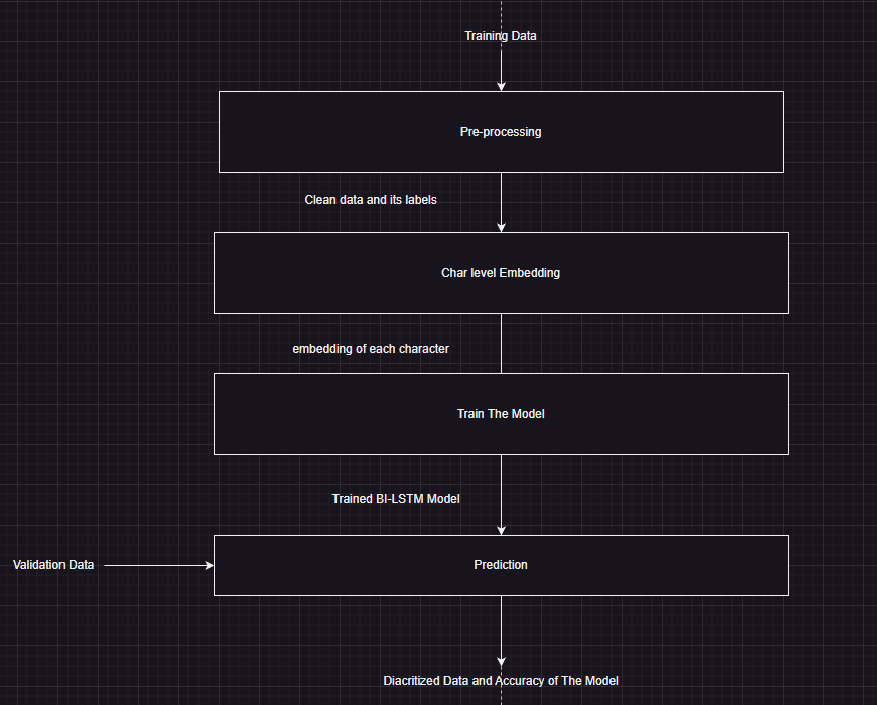 Training Data
Pre-processing
Clean data and its labels
Char level Embedding
embedding of each character
Train The Model
Trained BI-LSTM Model
Validation Data
Prediction
Diacritized Data and Accuracy of The Model